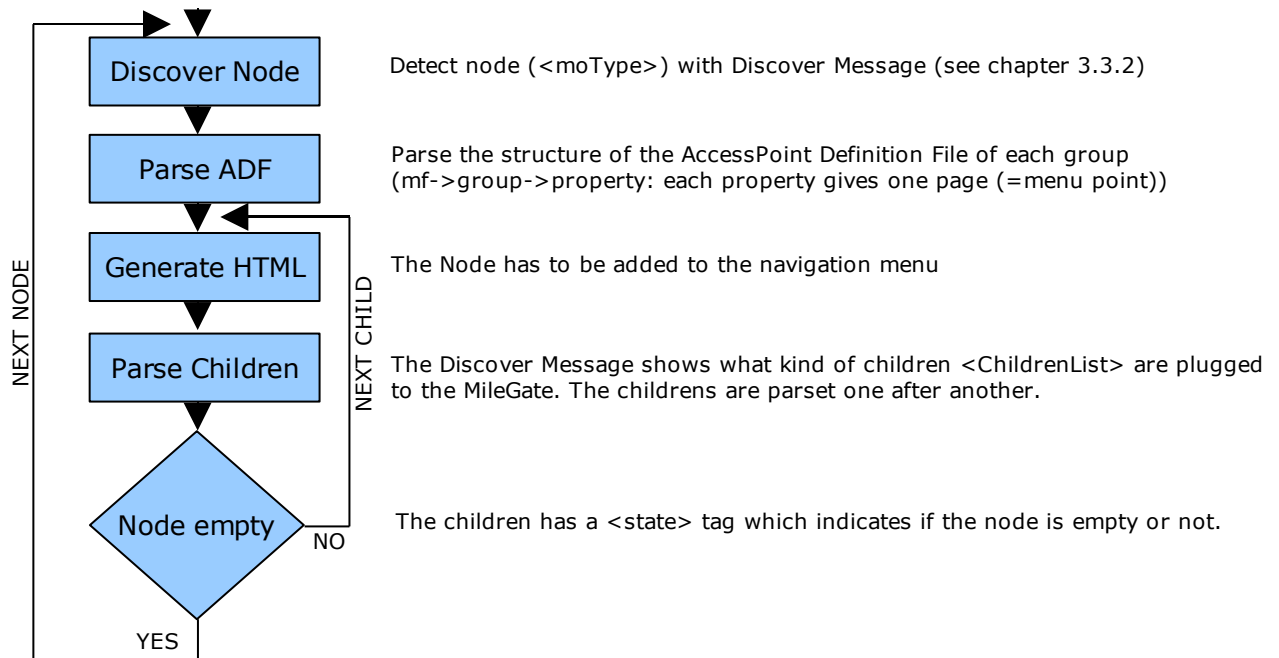 Discover Node
Detect node (<moType>) with Discover Message (see chapter 3.3.2)
Parse ADF
Parse the structure of the AccessPoint Definition File of each group
(mf->group->property: each property gives one page (=menu point))
Generate HTML
The Node has to be added to the navigation menu
NEXT NODE
NEXT CHILD
Parse Children
The Discover Message shows what kind of children <ChildrenList> are plugged
to the MileGate. The childrens are parset one after another.
Node empty
The children has a <state> tag which indicates if the node is empty or not.
NO
YES